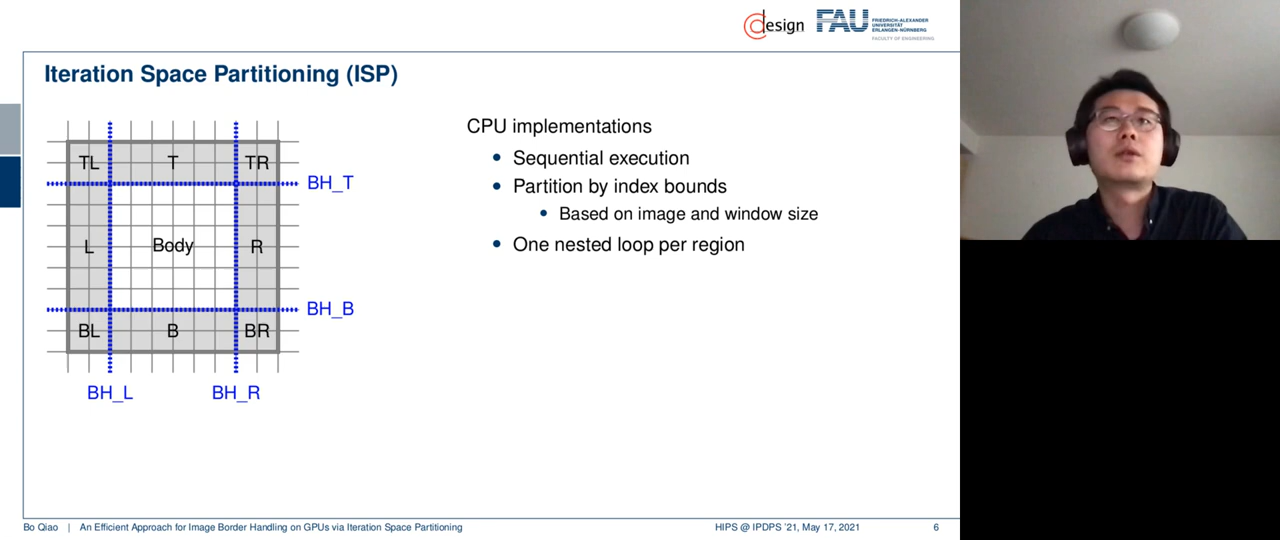 design FAU FRIEDRICH-ALEXANDER
UNIVERSITÄT
ERLANGEN-NÜRNBERG
FACULTY OF ENGINEERING
Iteration Space Partitioning (ISP)
TL T TR
BH_T
L Body R
BH_B
BL B BR
BH_L BH_R
CPU implementations
• Sequential execution
• Partition by index bounds
• Based on image and window size
• One nested loop per region
Bo Qiao | An Efficient Approach for Image Border Handling on GPUs via Iteration Space Partitioning HIPS @ IPDPS '21, May 17, 2021 6